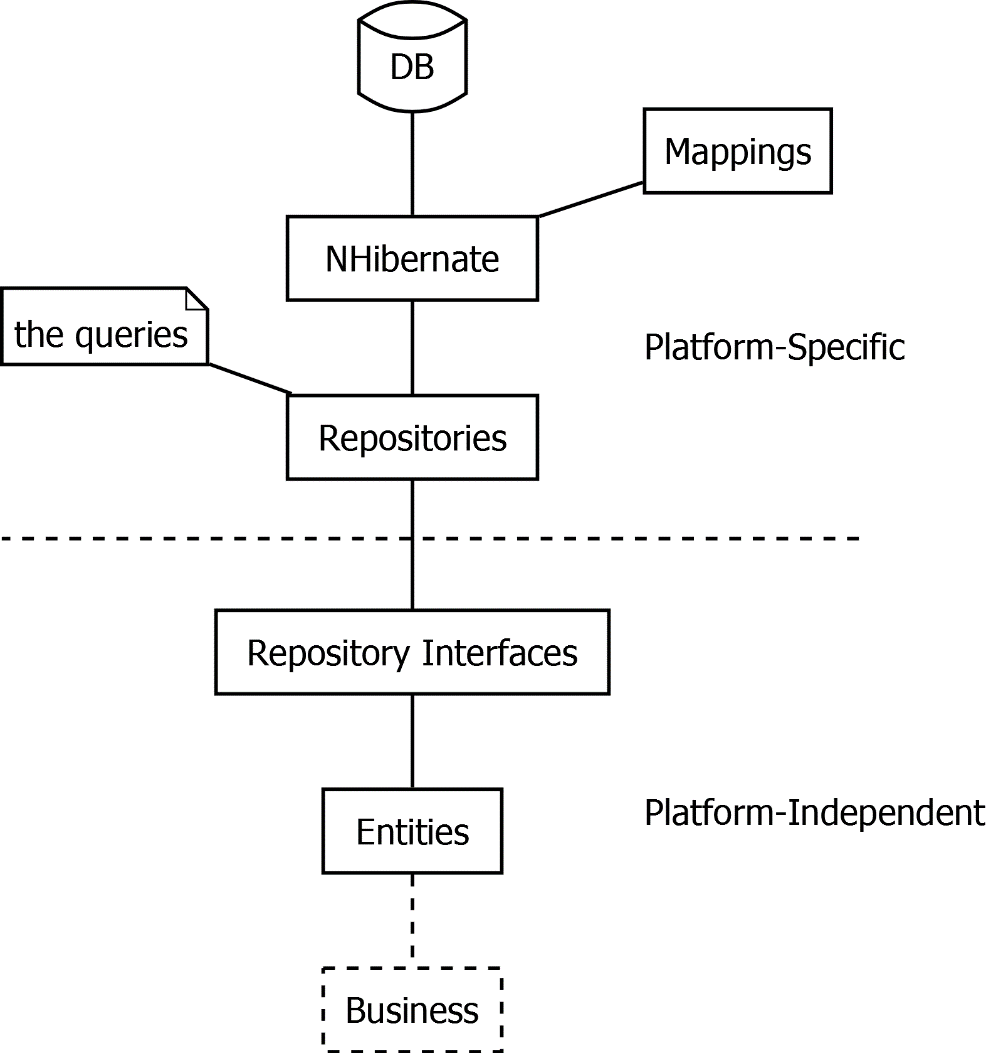 DB
Mappings
NHibernate
the queries
Platform-Specific
Repositories
Repository Interfaces
Platform-Independent
Entities
Business